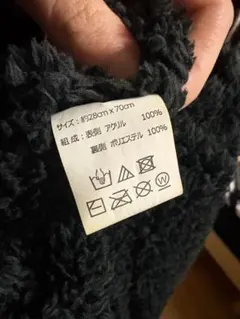 サイズ：約28cm x 70cm
組成：表側 アクリル 100%
裏側 ポリエステル 100%